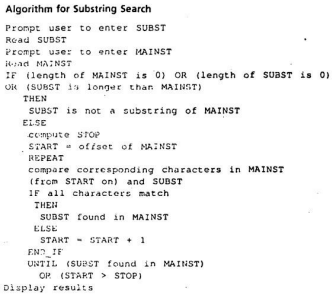 Algorithm for Substring Search
Prompt user to enter SUBST
Read SUBST
Prompt user to enter MAINST
Read MAINST
IF (length of MAINST is 0) OR (length of SUBST is 0)
OR (SUBST is longer than MAINST)
THEN
SUBST is not a substring of MAINST
ELSE
compute STOP
START = offset of MAINST
REPEAT
compare corresponding characters in MAINST
(from START on) and SUBST
IF all characters match
THEN
SUBST found in MAINST
ELSE
START = START + 1
END_IF
UNTIL (SUBST found in MAINST)
OR (START > STOP)
Display results